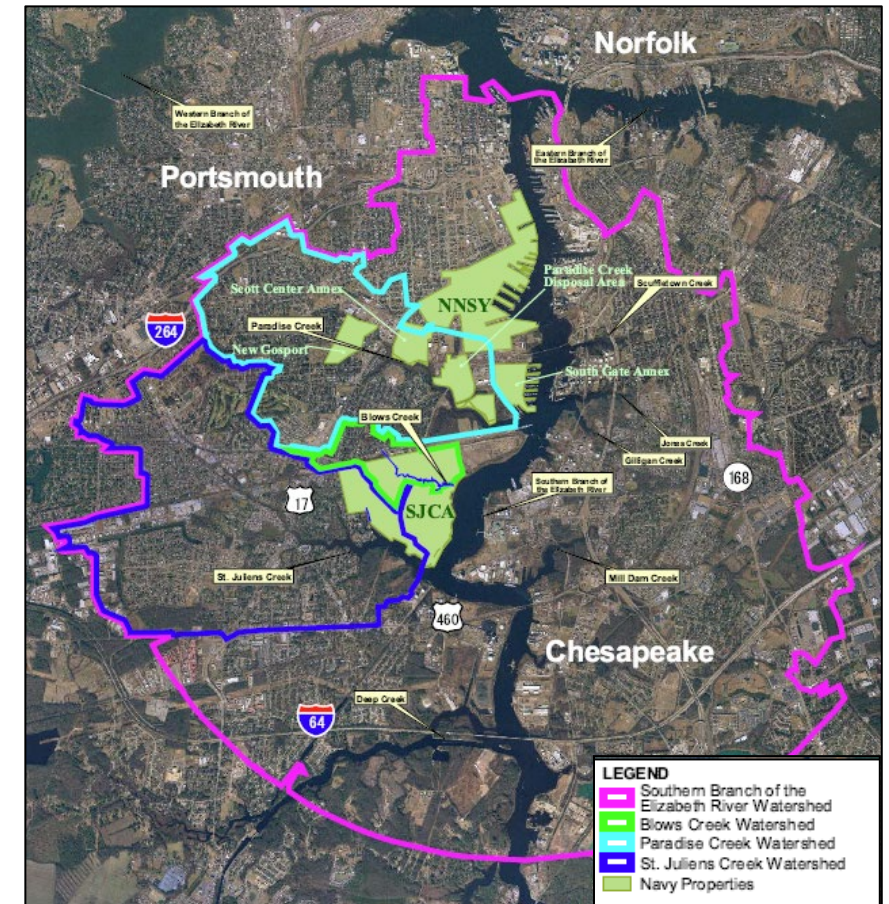 Norfolk
Western Branch of
the Elizabeth River
Eastern Branch of
the Elizabeth River
Portsmouth
Paradise Creek
Disposal Area
Scuffletown Creek
Scott Center Annex
NNSY
264
Paradise Creek
New Gosport
South Gate Annex
Blows Creek
Jones Creek
Gilligan Creek
168
17
Southern Branch of
the Elizabeth River
SJCA
St. Juliens Creek
Mill Dam Creek
460
Chesapeake
Deep Creek
64
LEGEND
Southern Branch of the
Elizabeth River Watershed
Blows Creek Watershed
Paradise Creek Watershed
St. Juliens Creek Watershed
Navy Properties